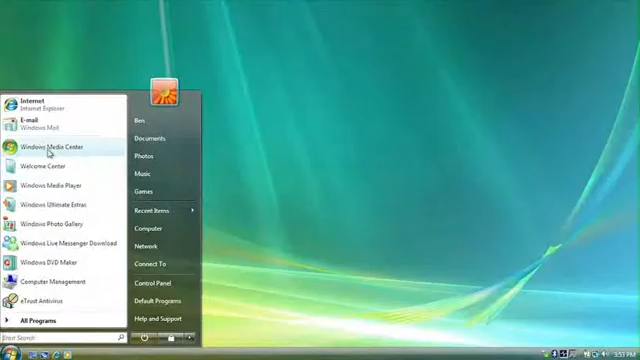 Internet
Internet Explorer
E-mail
Windows Mail
Windows Media Center
Welcome Center
Windows Media Player
Windows Ultimate Extras
Windows Photo Gallery
Windows Live Messenger Download
Windows DVD Maker
Computer Management
eTrust Antivirus
All Programs
Start Search
Ben
Documents
Photos
Music
Games
Recent Items
Computer
Network
Connect To
Control Panel
Default Programs
Help and Support
3:53 PM